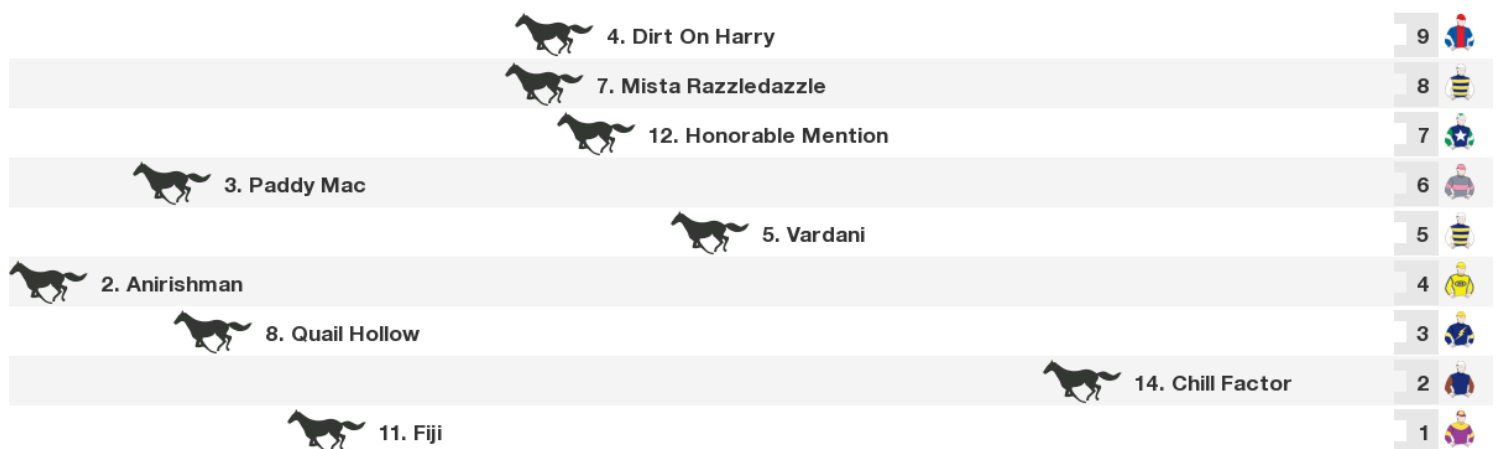 4. Dirt On Harry 9
7. Mista Razzledazzle 8
12. Honorable Mention 7
3. Paddy Mac 6
5. Vardani 5
2. Anirishman 4
8. Quail Hollow 3
14. Chill Factor 2
11. Fiji 1